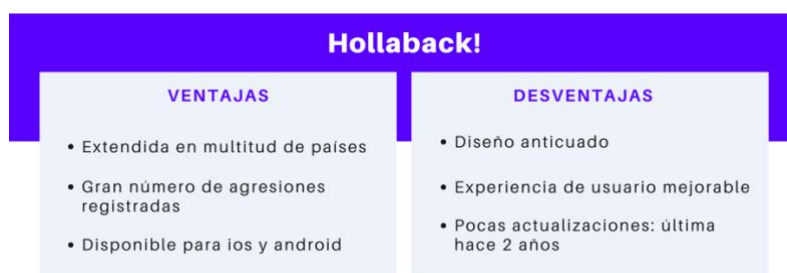 Hollaback!
VENTAJAS
• Extendida en multitud de países
• Gran número de agresiones
registradas
• Disponible para ios y android
DESVENTAJAS
• Diseño anticuado
• Experiencia de usuario mejorable
• Pocas actualizaciones: última
hace 2 años